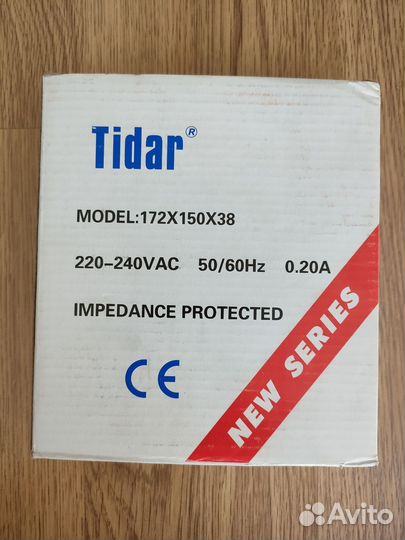 Tidar®
MODEL:172X150X38
220-240VAC 50/60Hz 0.20A
IMPEDANCE PROTECTED
CE
NEW SERIES
Avito